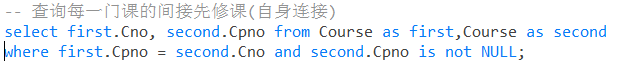 -- 查询每一门课的间接先修课(自身连接)
select first.Cno, second.Cpno from Course as first,Course as second
where first.Cpno = second.Cno and second.Cpno is not NULL;